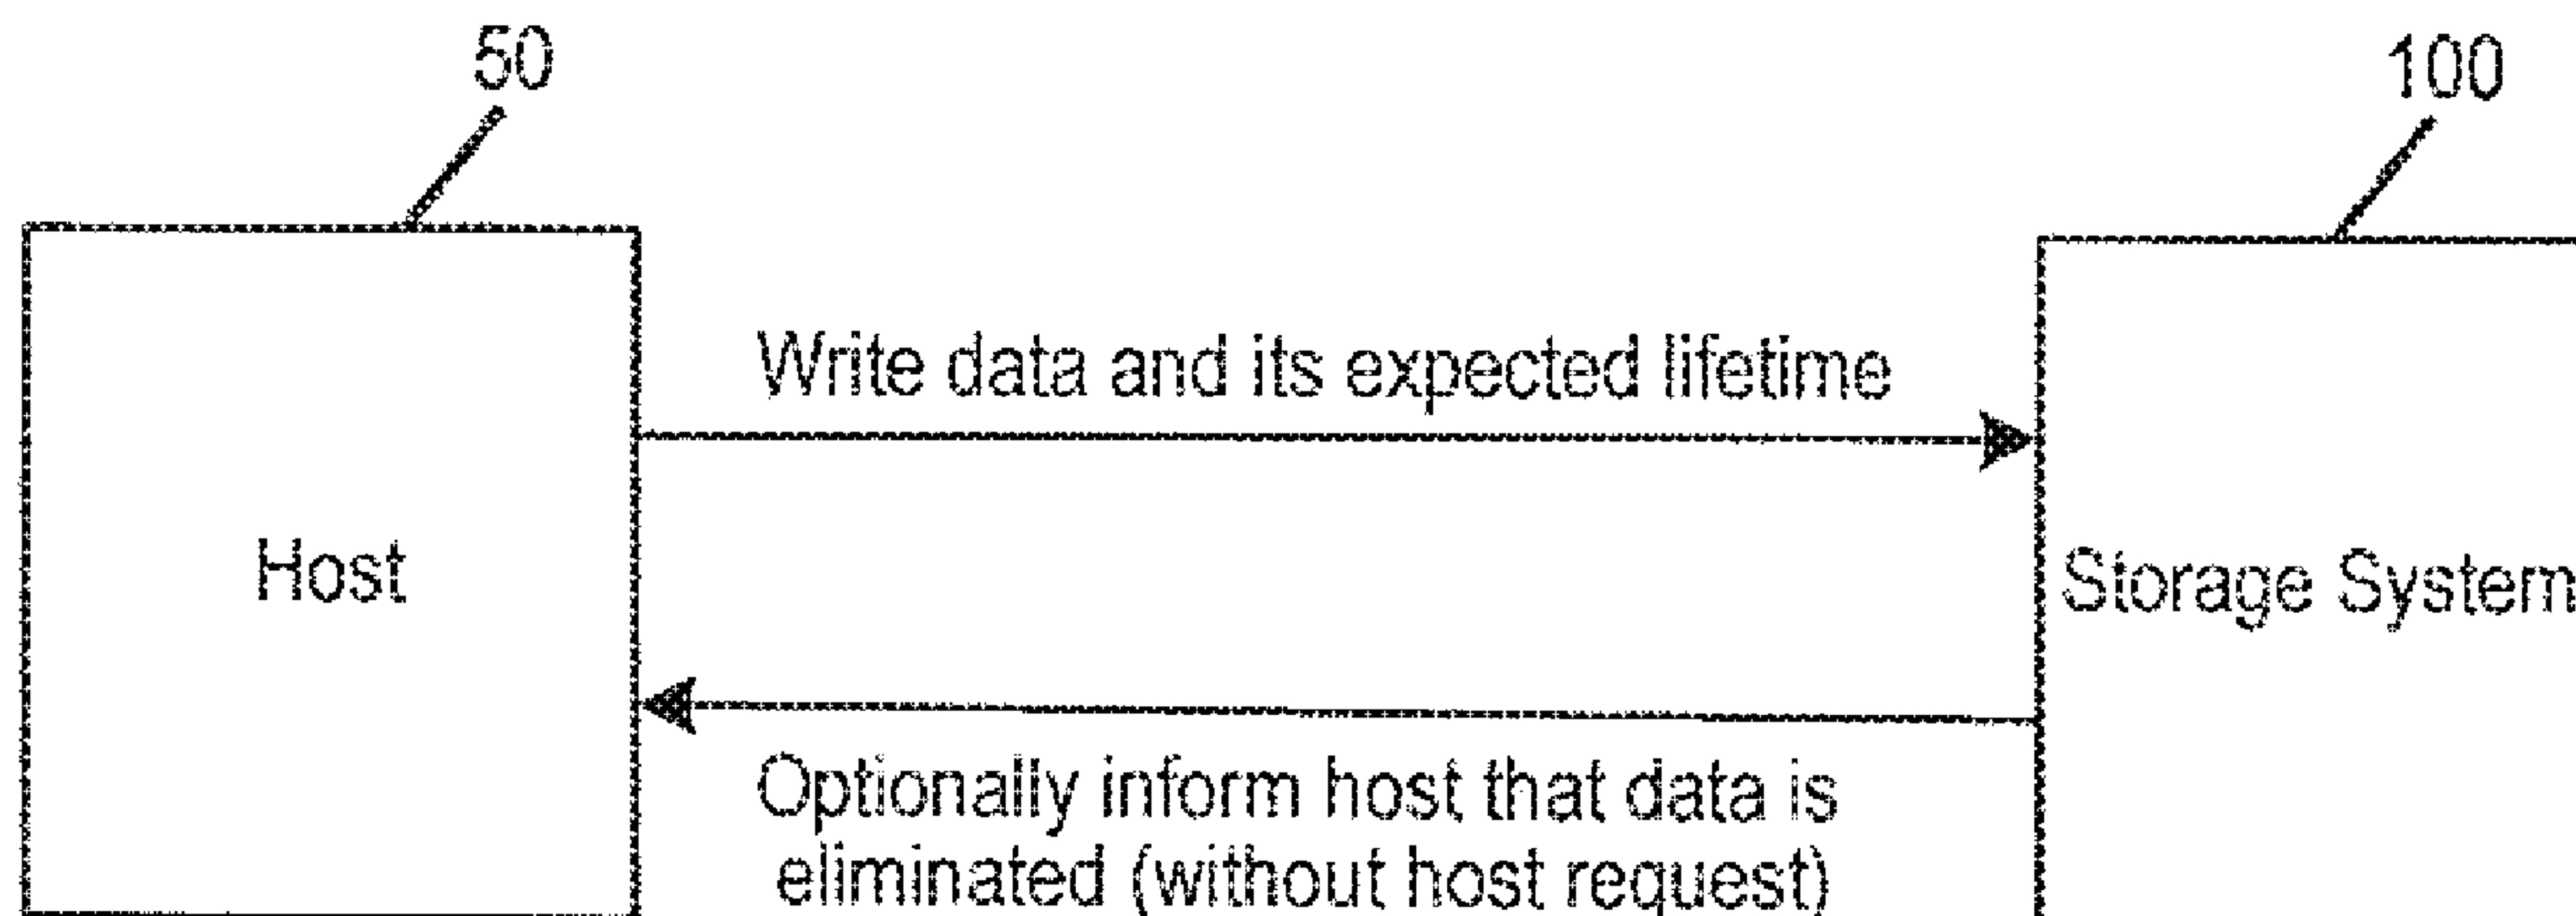 50
100
Write data and its expected lifetime
Host
Storage System
Optionally inform host that data is
eliminated (without host request)